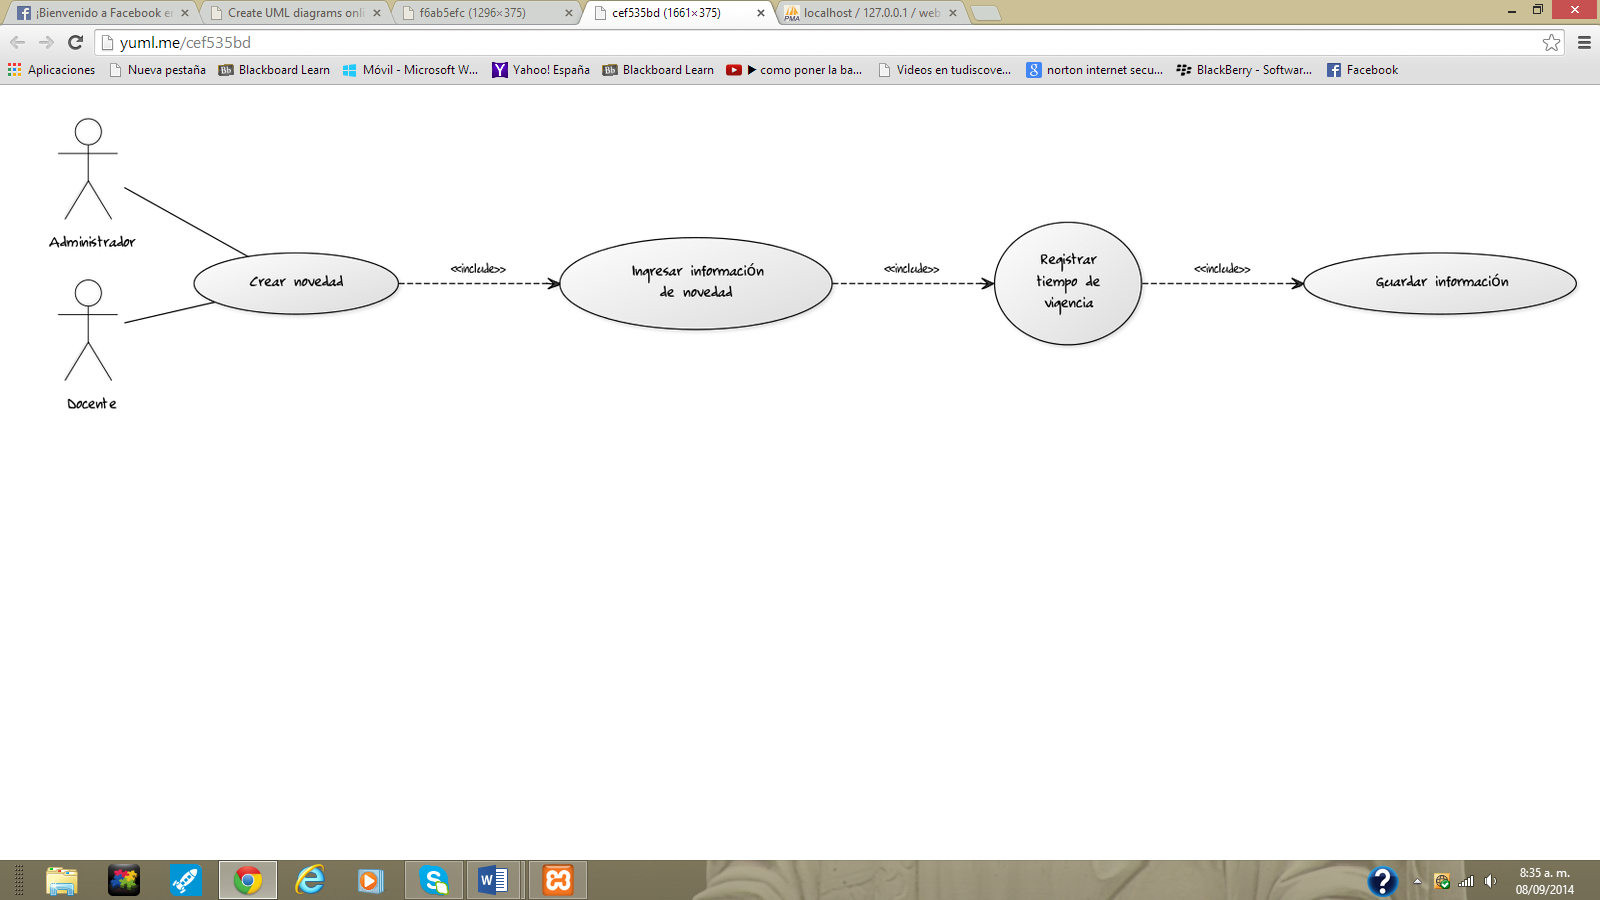 ¡Bienvenido a Facebook e
Create UML diagrams onli
f6ab5efc (1296×375)
cef535bd (1661×375)
PMA
localhost / 127.0.0.1 / web
yuml.me/cef535bd
Aplicaciones
Nueva pestaña
Bb Blackboard Learn
Móvil - Microsoft W...
Yahoo! España
Bb Blackboard Learn
▶ como poner la ba...
Videos en tudiscove...
norton internet secu...
BlackBerry - Softwar...
Facebook
Administrador
Docente
Crear novedad
<<include>>
Ingresar información
de novedad
<<include>>
Registrar
tiempo de
vigencia
<<include>>
Guardar información
8:35 a. m.
08/09/2014